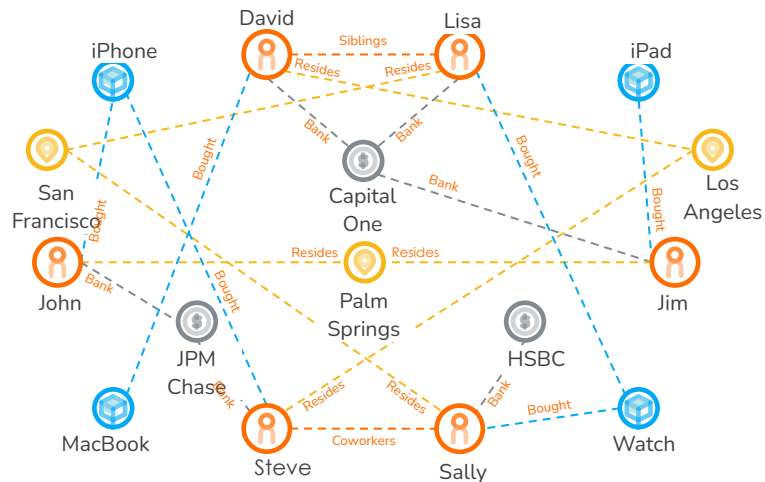 David
Lisa
iPhone
Siblings
iPad
Resides
Resides
Bank
Bank
Bought
Bought
San
Francisco
Capital
One
Bank
Los
Angeles
Bought
Bought
Resides
Resides
John
Bank
Palm
Springs
Jim
Bought
JPM
Chase
HSBC
Bank
Resides
Resides
Bank
Bought
MacBook
Coworkers
Watch
Steve
Sally